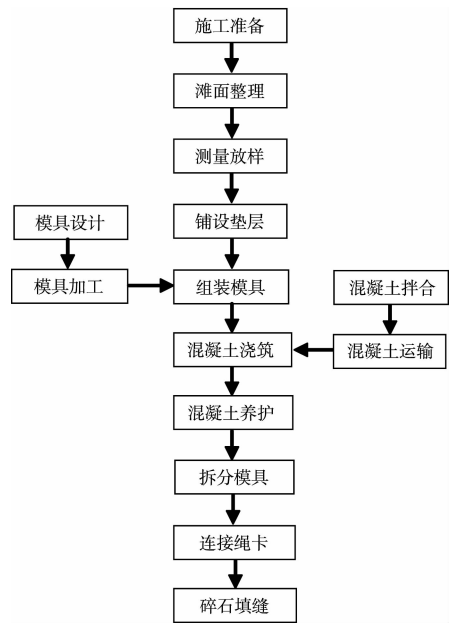 施工准备
滩面整理
测量放样
铺设垫层
模具设计
模具加工
组装模具
混凝土拌合
混凝土浇筑
混凝土运输
混凝土养护
拆分模具
连接绳卡
碎石填缝